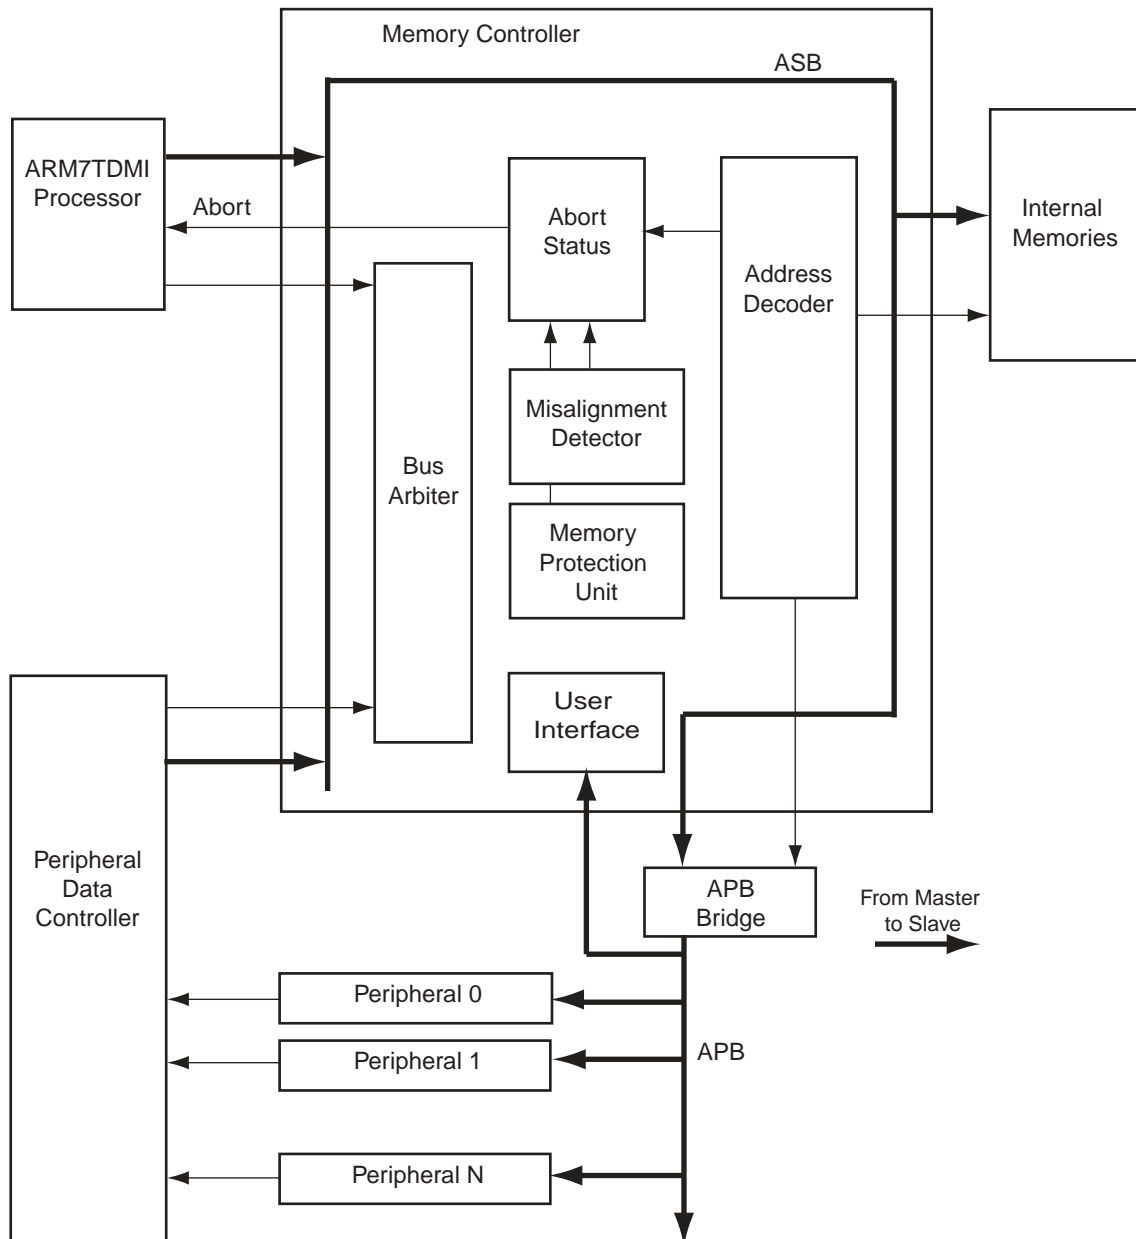 Memory Controller
ASB
ARM7TDMI
Processor
Abort
Abort
Status
Address
Decoder
Internal
Memories
Misalignment
Detector
Bus
Arbiter
Memory
Protection
Unit
User
Interface
Peripheral
Data
Controller
APB
Bridge
From Master
to Slave
Peripheral 0
Peripheral 1
APB
Peripheral N